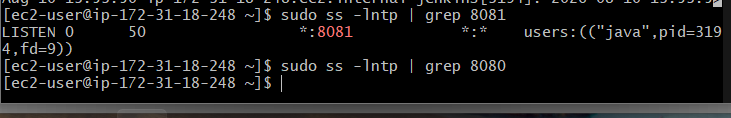 [ec2-user@ip-172-31-18-248 ~]$ sudo ss -lntp | grep 8081
LISTEN 0      50                   *:8081             *:*    users:(("java",pid=319
4,fd=9))
[ec2-user@ip-172-31-18-248 ~]$ sudo ss -lntp | grep 8080
[ec2-user@ip-172-31-18-248 ~]$